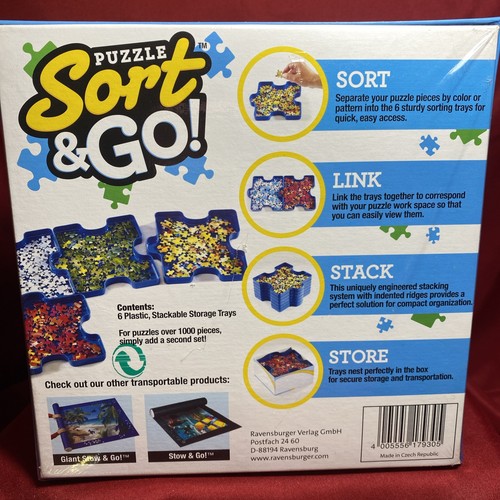 PUZZLE
Sort™
& GO!
SORT
Separate your puzzle pieces by color or
pattern into the 6 sturdy sorting trays for
quick, easy access.
LINK
Link the trays together to correspond
with your puzzle work space so that
you can easily view them.
STACK
This uniquely engineered stacking
system with indented ridges provides a
perfect solution for compact organization.
STORE
Trays nest perfectly in the box
for secure storage and transportation.
Contents:
6 Plastic, Stackable Storage Trays
For puzzles over 1000 pieces,
simply add a second set!
Check out our other transportable products:
Giant Stow & Go!™
Stow & Go!™
Ravensburger Verlag GmbH
Postfach 24 60
D-88194 Ravensburg
www.ravensburger.com
4 005556 179305
Made in Czech Republic